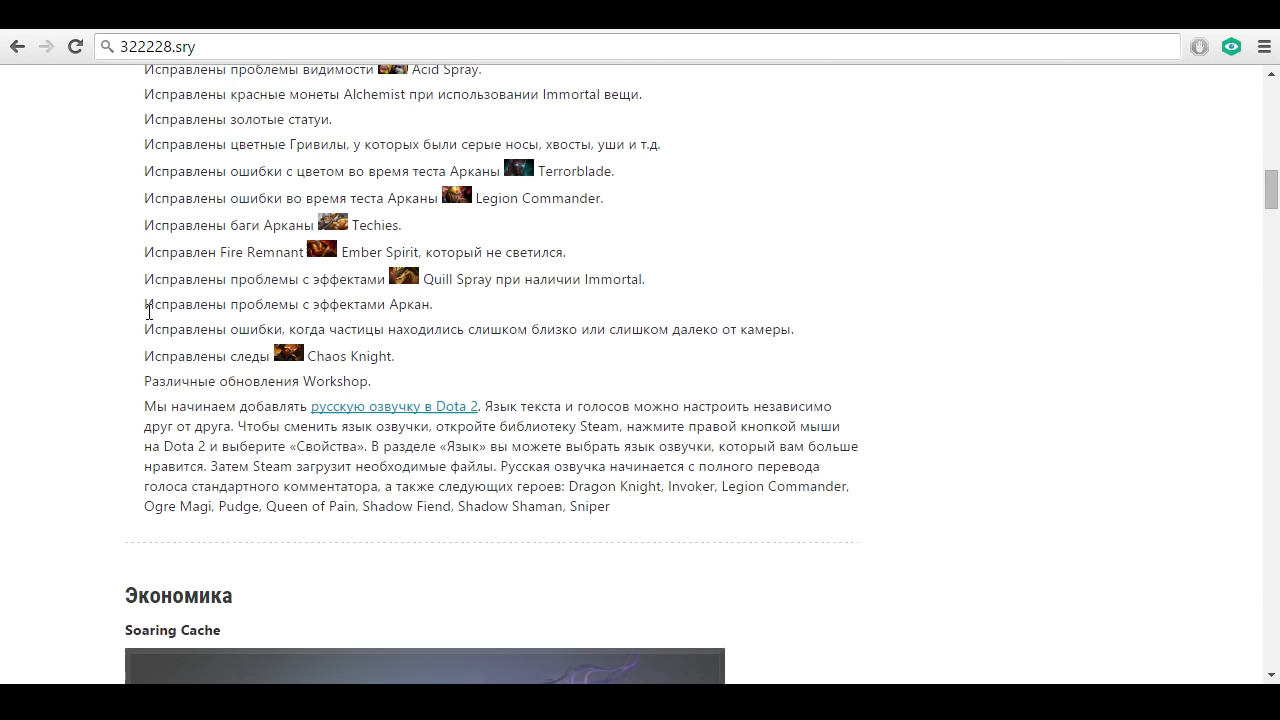 322228.sry
Исправлены проблемы видимости Acid Spray.
Исправлены красные монеты Alchemist при использовании Immortal вещи.
Исправлены золотые статуи.
Исправлены цветные Гривилы, у которых были серые носы, хвосты, уши и т.д.
Исправлены ошибки с цветом во время теста Арканы Terrorblade.
Исправлены ошибки во время теста Арканы Legion Commander.
Исправлены баги Арканы Techies.
Исправлен Fire Remnant Ember Spirit, который не светился.
Исправлены проблемы с эффектами Quill Spray при наличии Immortal.
Исправлены проблемы с эффектами Аркан.
Исправлены ошибки, когда частицы находились слишком близко или слишком далеко от камеры.
Исправлены следы Chaos Knight.
Различные обновления Workshop.
Мы начинаем добавлять русскую озвучку в Dota 2. Язык текста и голосов можно настроить независимо
друг от друга. Чтобы сменить язык озвучки, откройте библиотеку Steam, нажмите правой кнопкой мыши
на Dota 2 и выберите «Свойства». В разделе «Язык» вы можете выбрать язык озвучки, который вам больше
нравится. Затем Steam загрузит необходимые файлы. Русская озвучка начинается с полного перевода
голоса стандартного комментатора, а также следующих героев: Dragon Knight, Invoker, Legion Commander,
Ogre Magi, Pudge, Queen of Pain, Shadow Fiend, Shadow Shaman, Sniper
Экономика
Soaring Cache